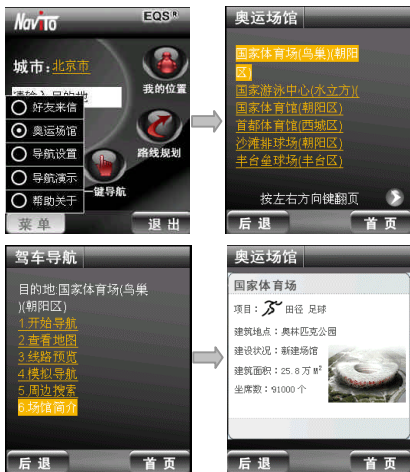 NavITO
EQS®
城市:北京市
我的位置
好友来信
奥运场馆
导航设置
路线规划
导航演示
一键导航
帮助关于
菜单
退出
奥运场馆
国家体育场(鸟巢)(朝阳
区)
国家游泳中心(水立方)(
国家体育馆(朝阳区)
首都体育馆(西城区)
沙滩排球场(朝阳区)
丰台垒球场(丰台区)
按左右方向键翻页
后退
首页
驾车导航
目的地:国家体育场(鸟巢
)(朝阳区)
1.开始导航
2.查看地图
3.线路预览
4.模拟导航
5.周边搜索
6.场馆简介
后退
首页
奥运场馆
国家体育场
项目: 田径 足球
建筑地点:奥林匹克公园
建设状况:新建场馆
建筑面积:25.8万M²
坐席数:91000个
后退
首页